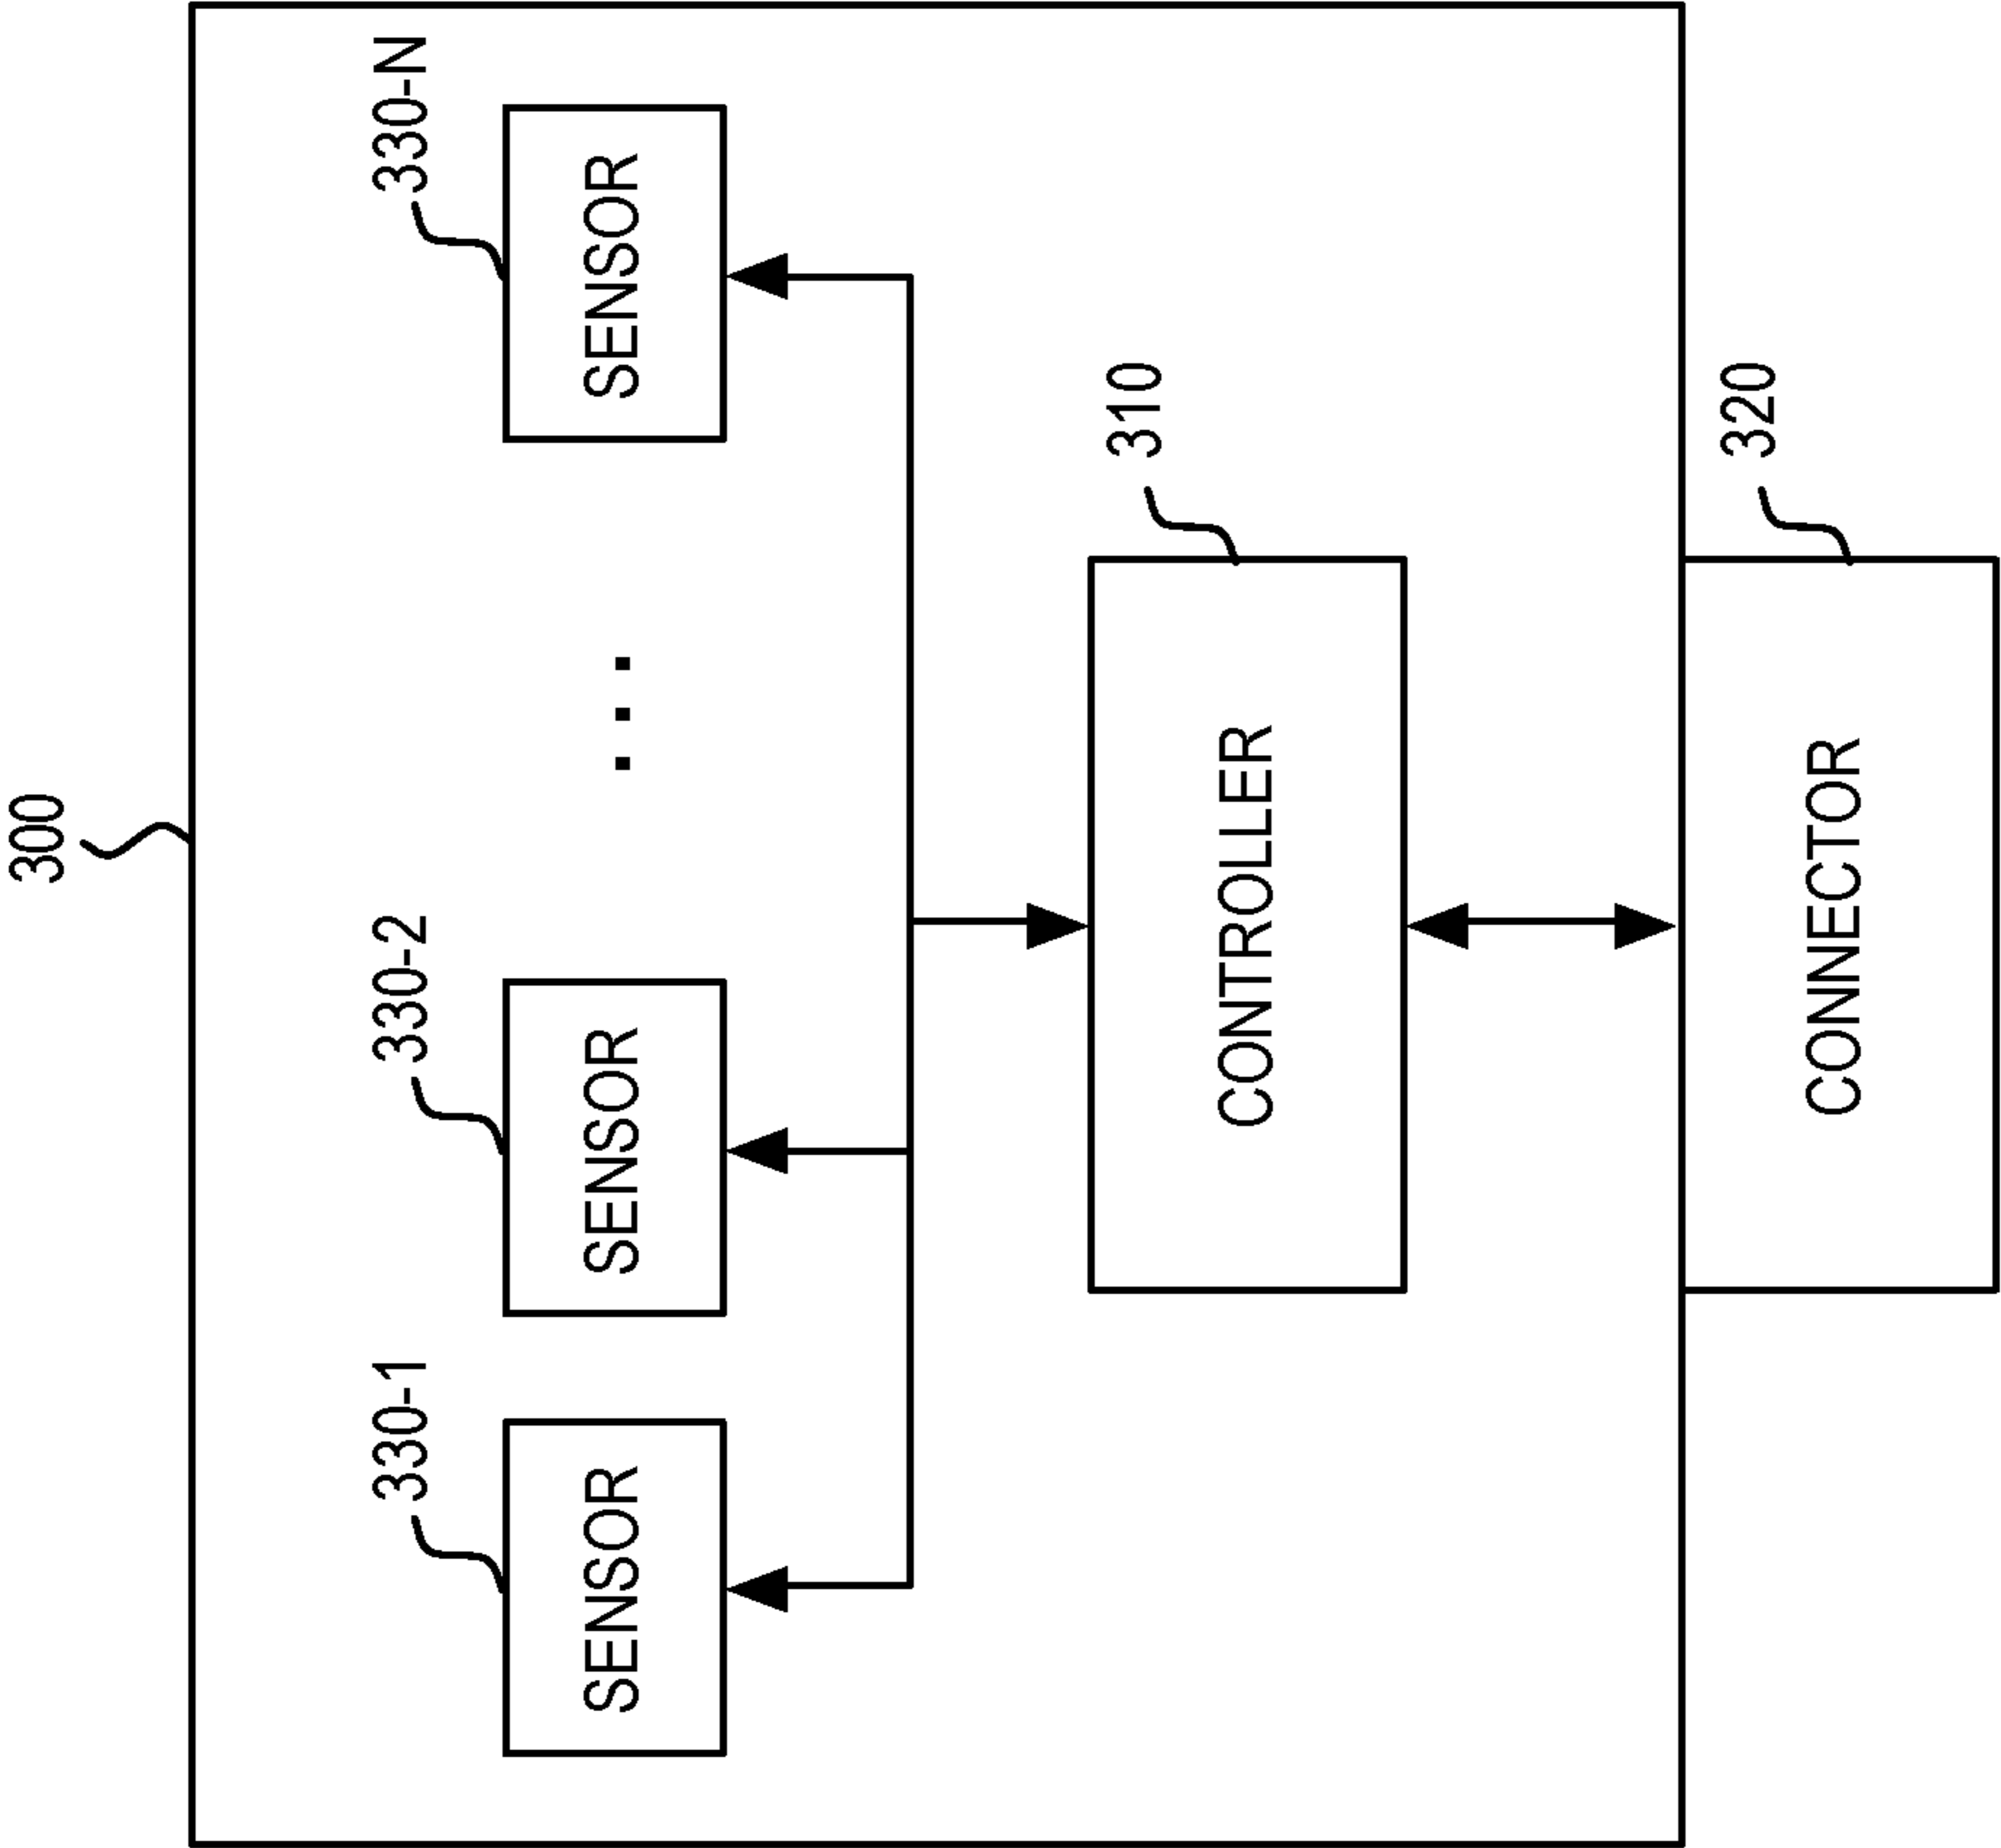 300
330-1
330-2
330-N
SENSOR
SENSOR
. . .
SENSOR
310
CONTROLLER
320
CONNECTOR